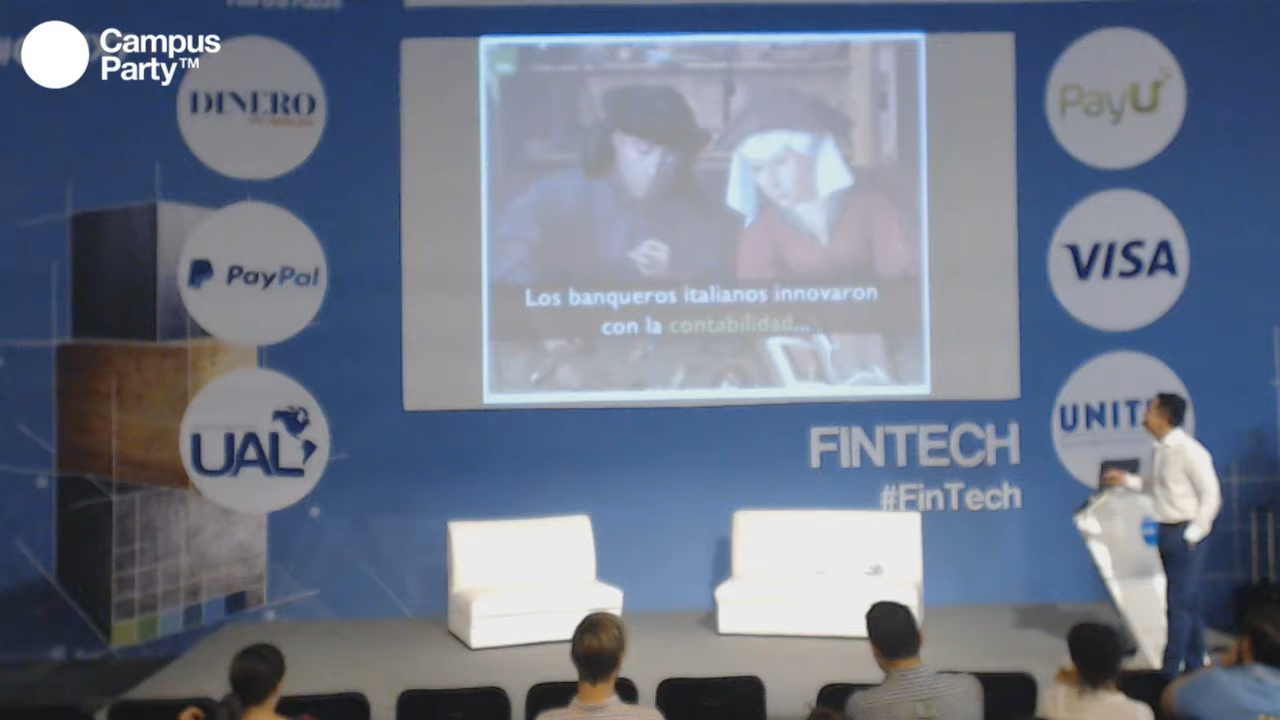 Campus
Party™
DINERO
PayPal
UAL
Los banqueros italianos innovaron
con la contabilidad...
PayU
VISA
FINTECH
#FinTech